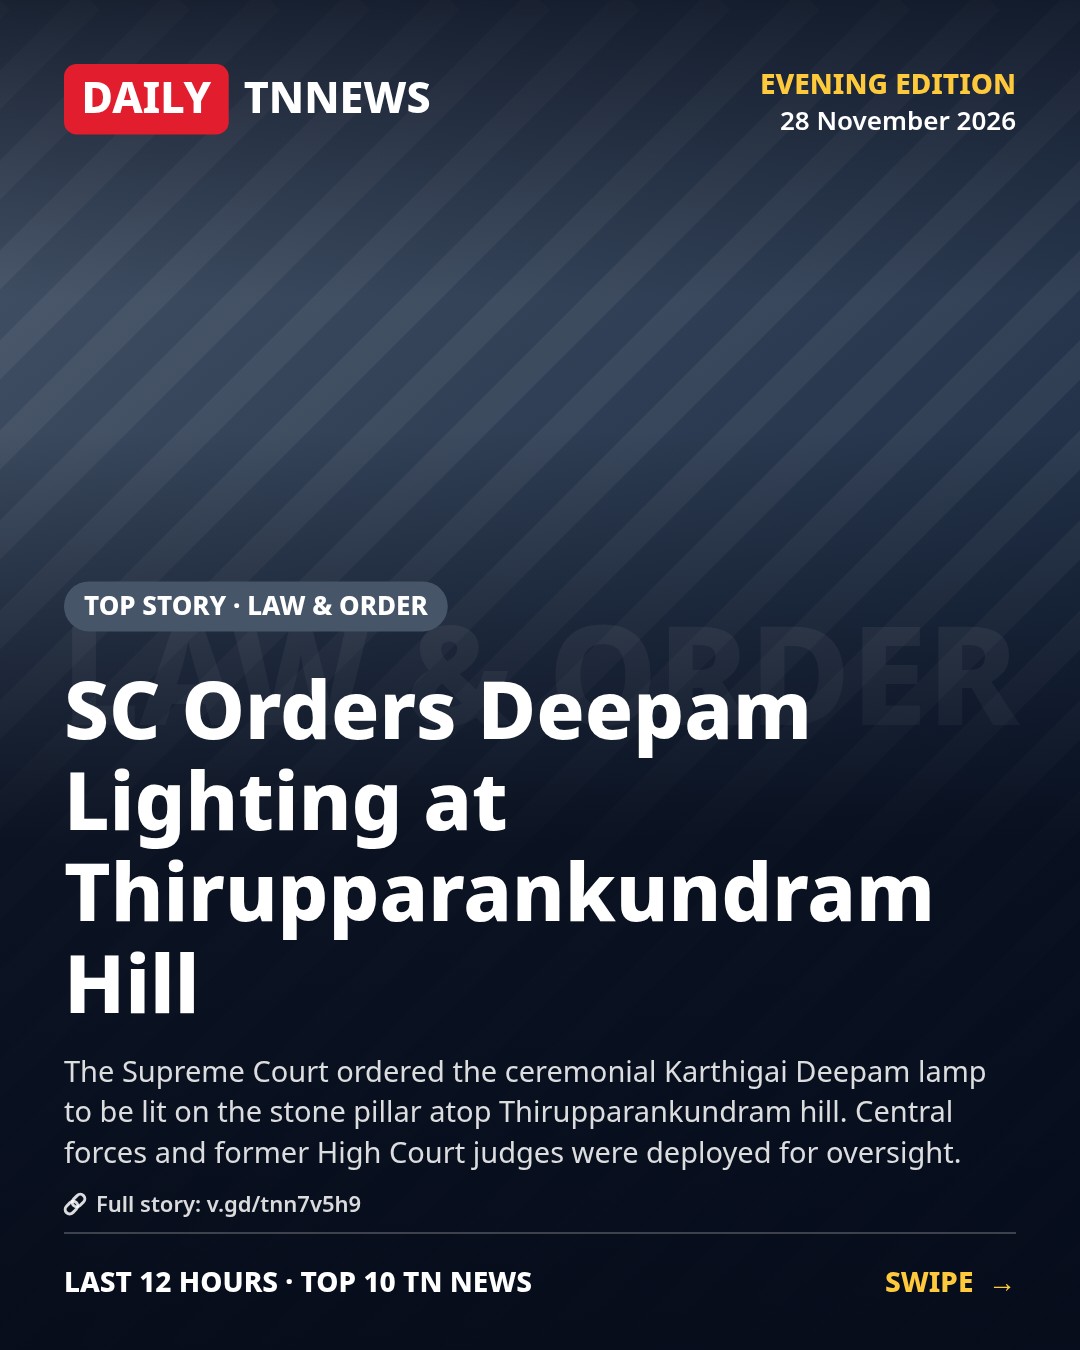 DAILY TNNEWS
EVENING EDITION
28 November 2026
TOP STORY · LAW & ORDER
LAW & ORDER
SC Orders Deepam
Lighting at
Thirupparankundram
Hill
The Supreme Court ordered the ceremonial Karthigai Deepam lamp
to be lit on the stone pillar atop Thirupparankundram hill. Central
forces and former High Court judges were deployed for oversight.
Full story: v.gd/tnn7v5h9
LAST 12 HOURS · TOP 10 TN NEWS
SWIPE →